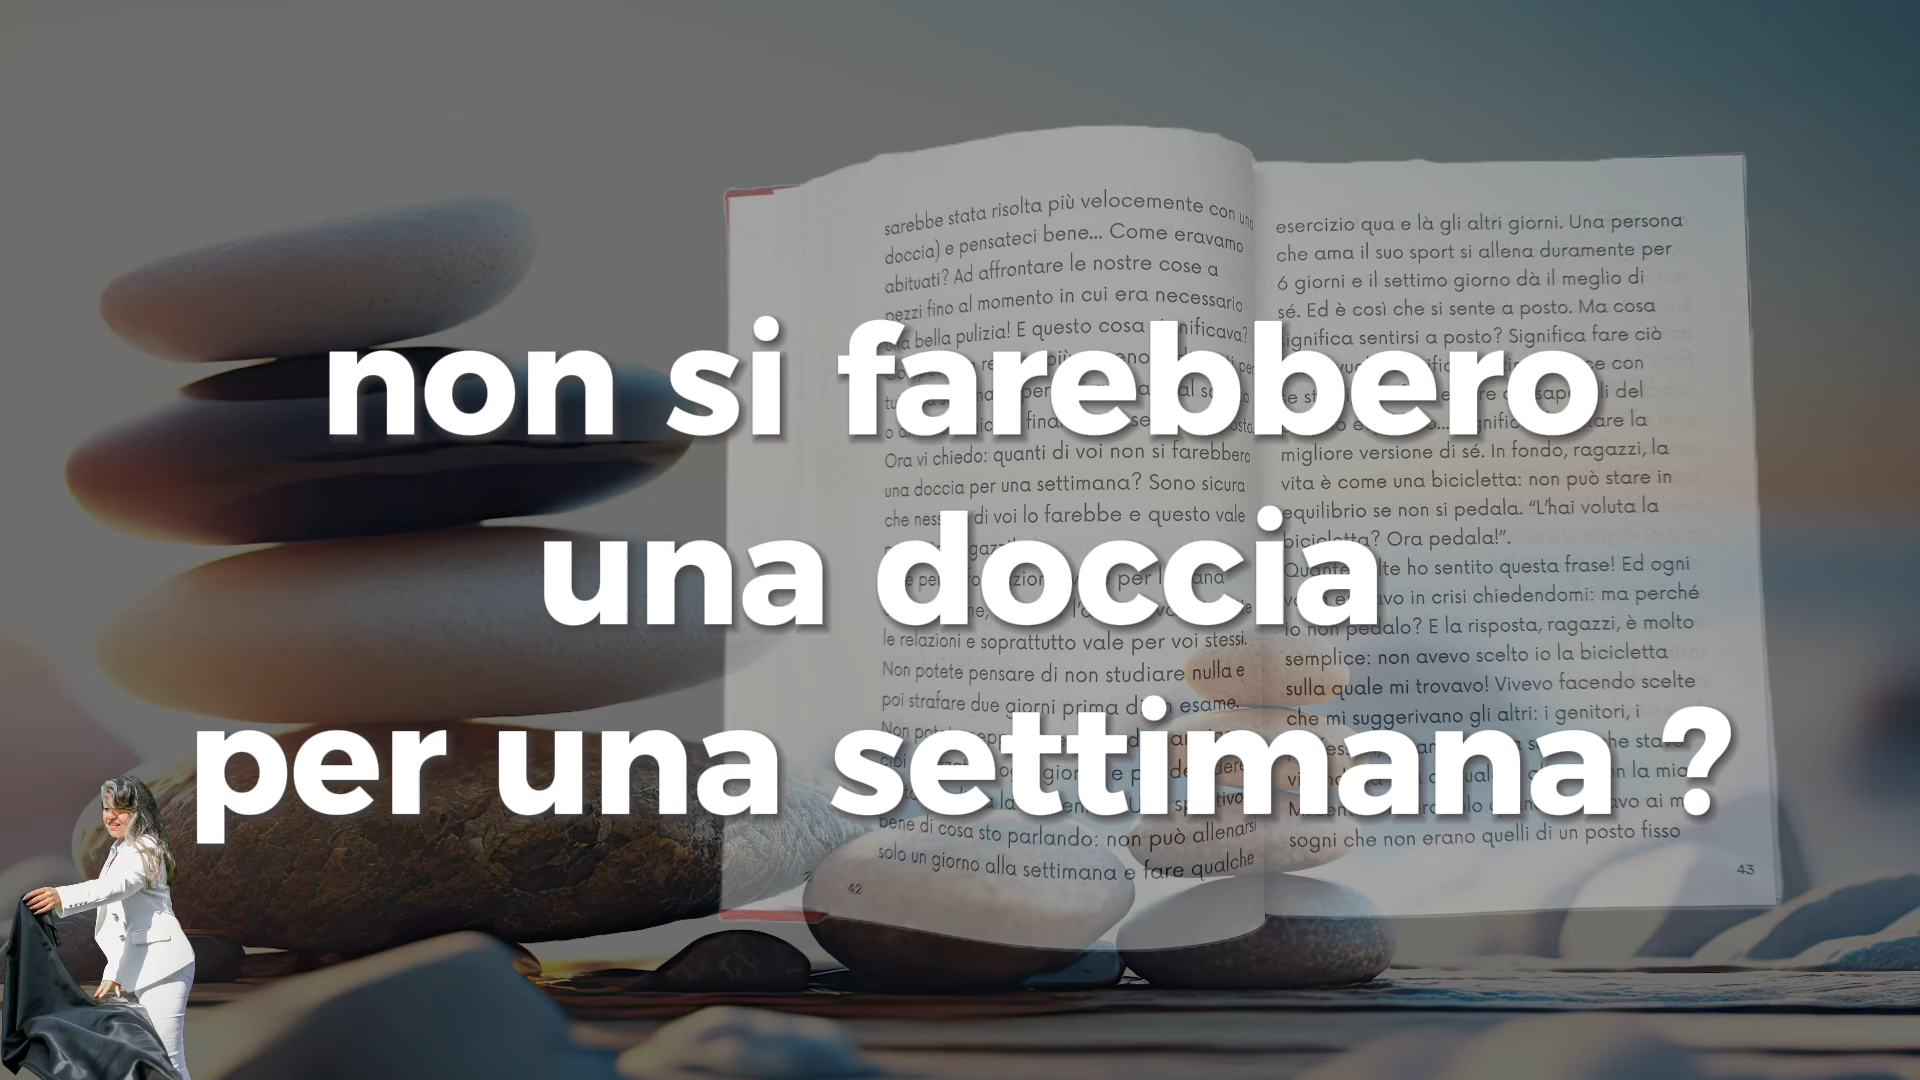 non si farebbero
una doccia
per una settimana ?
sarebbe stata risolta più velocemente con una
doccia) e pensateci bene... Come eravamo
abituati? Ad affrontare le nostre cose a
pezzi fino al momento in cui era necessario
una bella pulizia! E questo cosa significava?
Ora vi chiedo: quanti di voi non si farebbero
una doccia per una settimana? Sono sicura
di voi lo farebbe e questo vale
le relazioni e soprattutto vale per voi stessi.
Non potete pensare di non studiare nulla e
poi strafare due giorni prima esame.
bene di cosa sto parlando: non può allenarsi
solo un giorno alla settimana e fare qualche
42
esercizio qua e là gli altri giorni. Una persona
che ama il suo sport si allena duramente per
6 giorni e il settimo giorno dà il meglio di
sé. Ed è così che si sente a posto. Ma cosa
significa sentirsi a posto? Significa fare ciò
con
del
la
migliore versione di sé. In fondo, ragazzi, la
vita è come una bicicletta: non può stare in
equilibrio se non si pedala. “L’hai voluta la
bicicletta? Ora pedala!”.
Quante volte ho sentito questa frase! Ed ogni
in crisi chiedendomi: ma perché
io non pedalo? E la risposta, ragazzi, è molto
semplice: non avevo scelto io la bicicletta
sulla quale mi trovavo! Vivevo facendo scelte
che mi suggerivano gli altri: i genitori, i
la mia
sogni che non erano quelli di un posto fisso
43